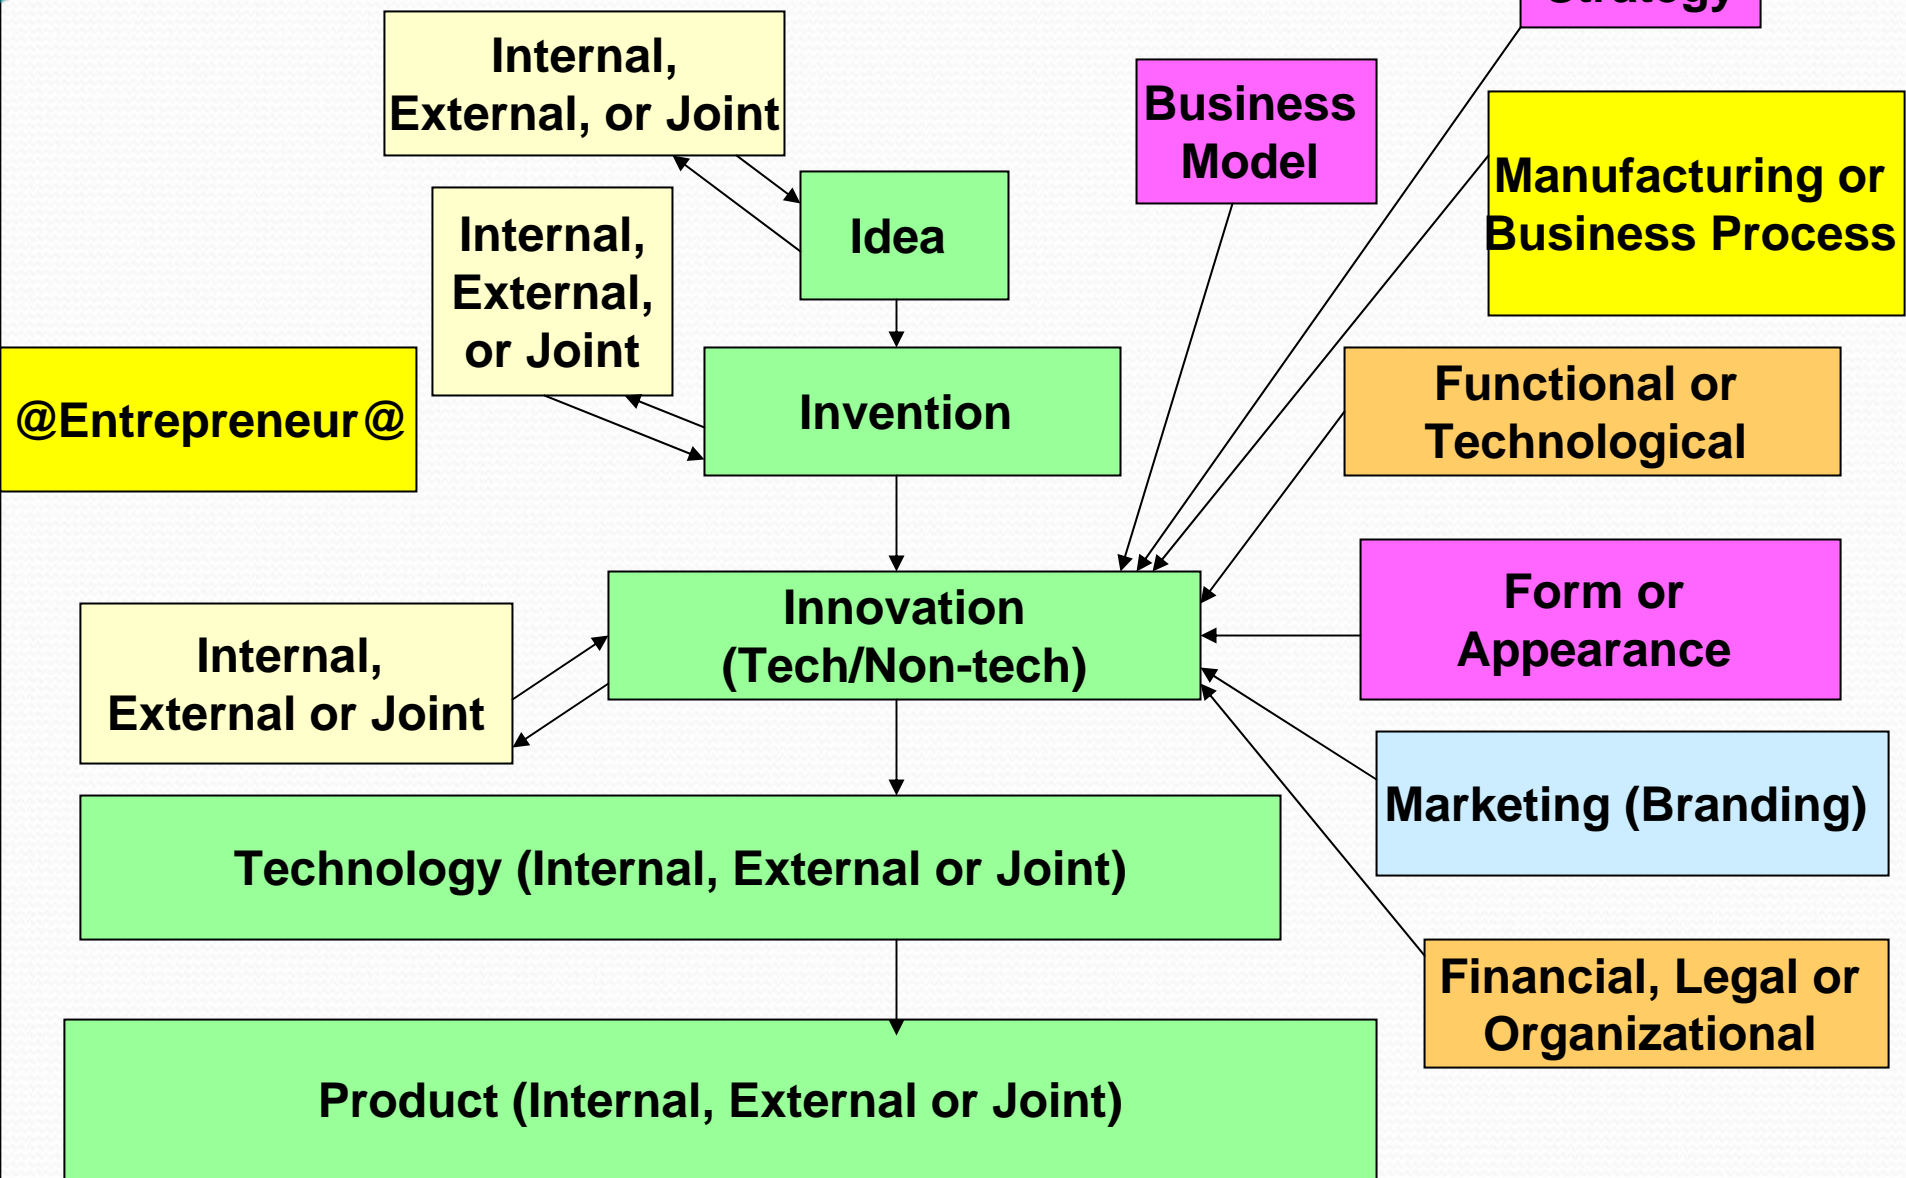 Strategy
Internal,
External, or Joint
Business
Model
Manufacturing or
Business Process
Idea
Internal,
External,
or Joint
@Entrepreneur@
Invention
Functional or
Technological
Innovation
(Tech/Non-tech)
Form or
Appearance
Internal,
External or Joint
Marketing (Branding)
Technology (Internal, External or Joint)
Financial, Legal or
Organizational
Product (Internal, External or Joint)